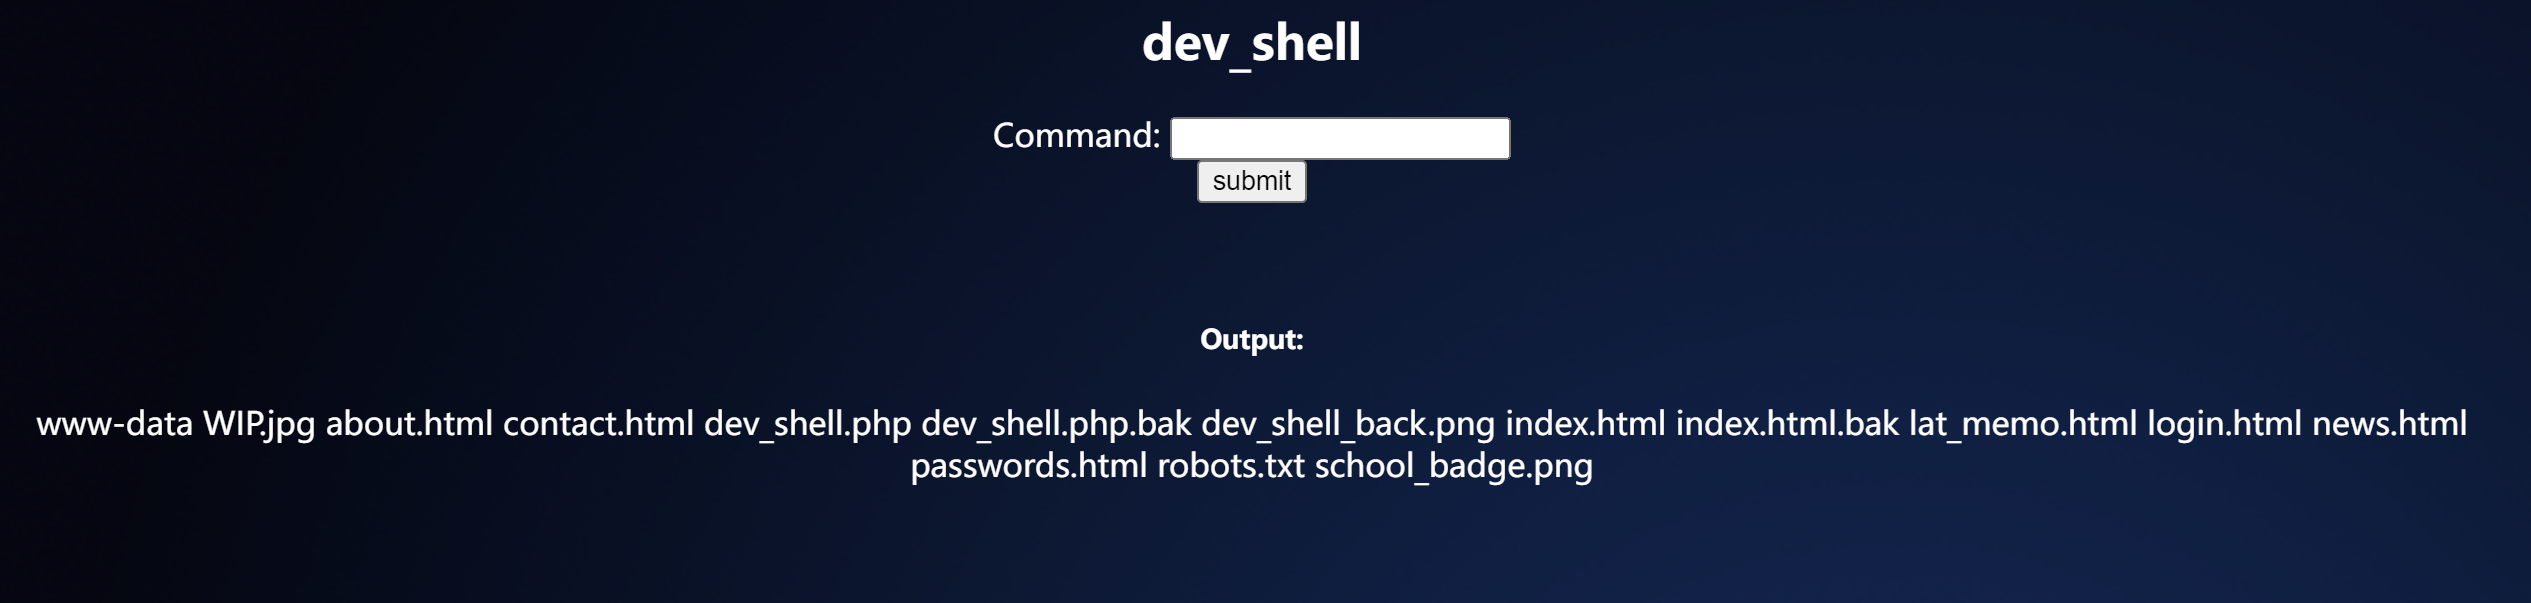 dev_shell
Command:
submit
Output:
www-data WIP.jpg about.html contact.html dev_shell.php dev_shell.php.bak dev_shell_back.png index.html index.html.bak lat_memo.html login.html news.html
passwords.html robots.txt school_badge.png